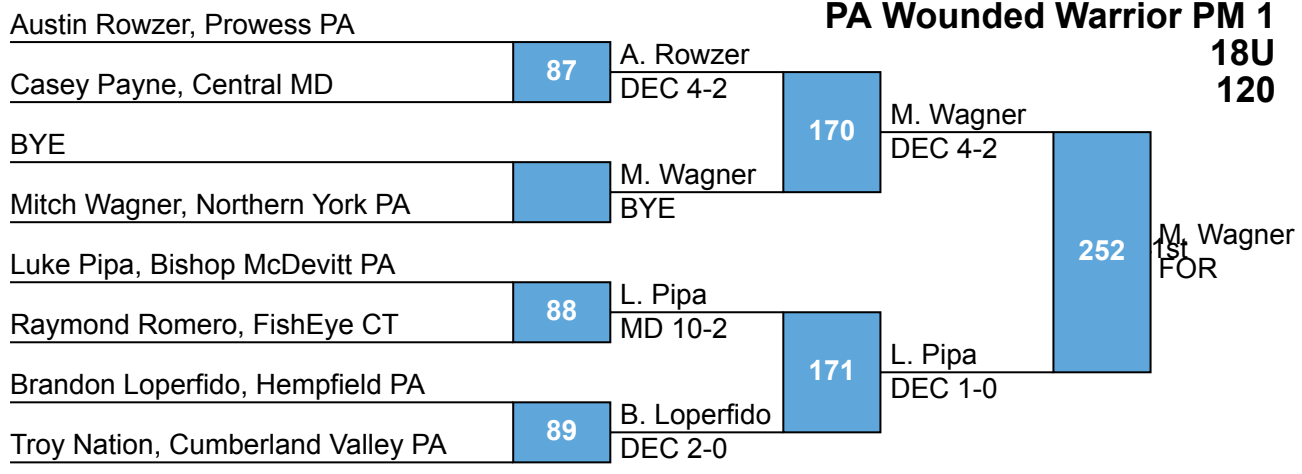 PA Wounded Warrior PM 1
18U
120
Austin Rowzer, Prowess PA
87
A. Rowzer
DEC 4-2
Casey Payne, Central MD
170
M. Wagner
DEC 4-2
BYE
M. Wagner
BYE
Mitch Wagner, Northern York PA
252
1st
M. Wagner
FOR
Luke Pipa, Bishop McDevitt PA
88
L. Pipa
MD 10-2
Raymond Romero, FishEye CT
171
L. Pipa
DEC 1-0
Brandon Loperfido, Hempfield PA
89
B. Loperfido
DEC 2-0
Troy Nation, Cumberland Valley PA